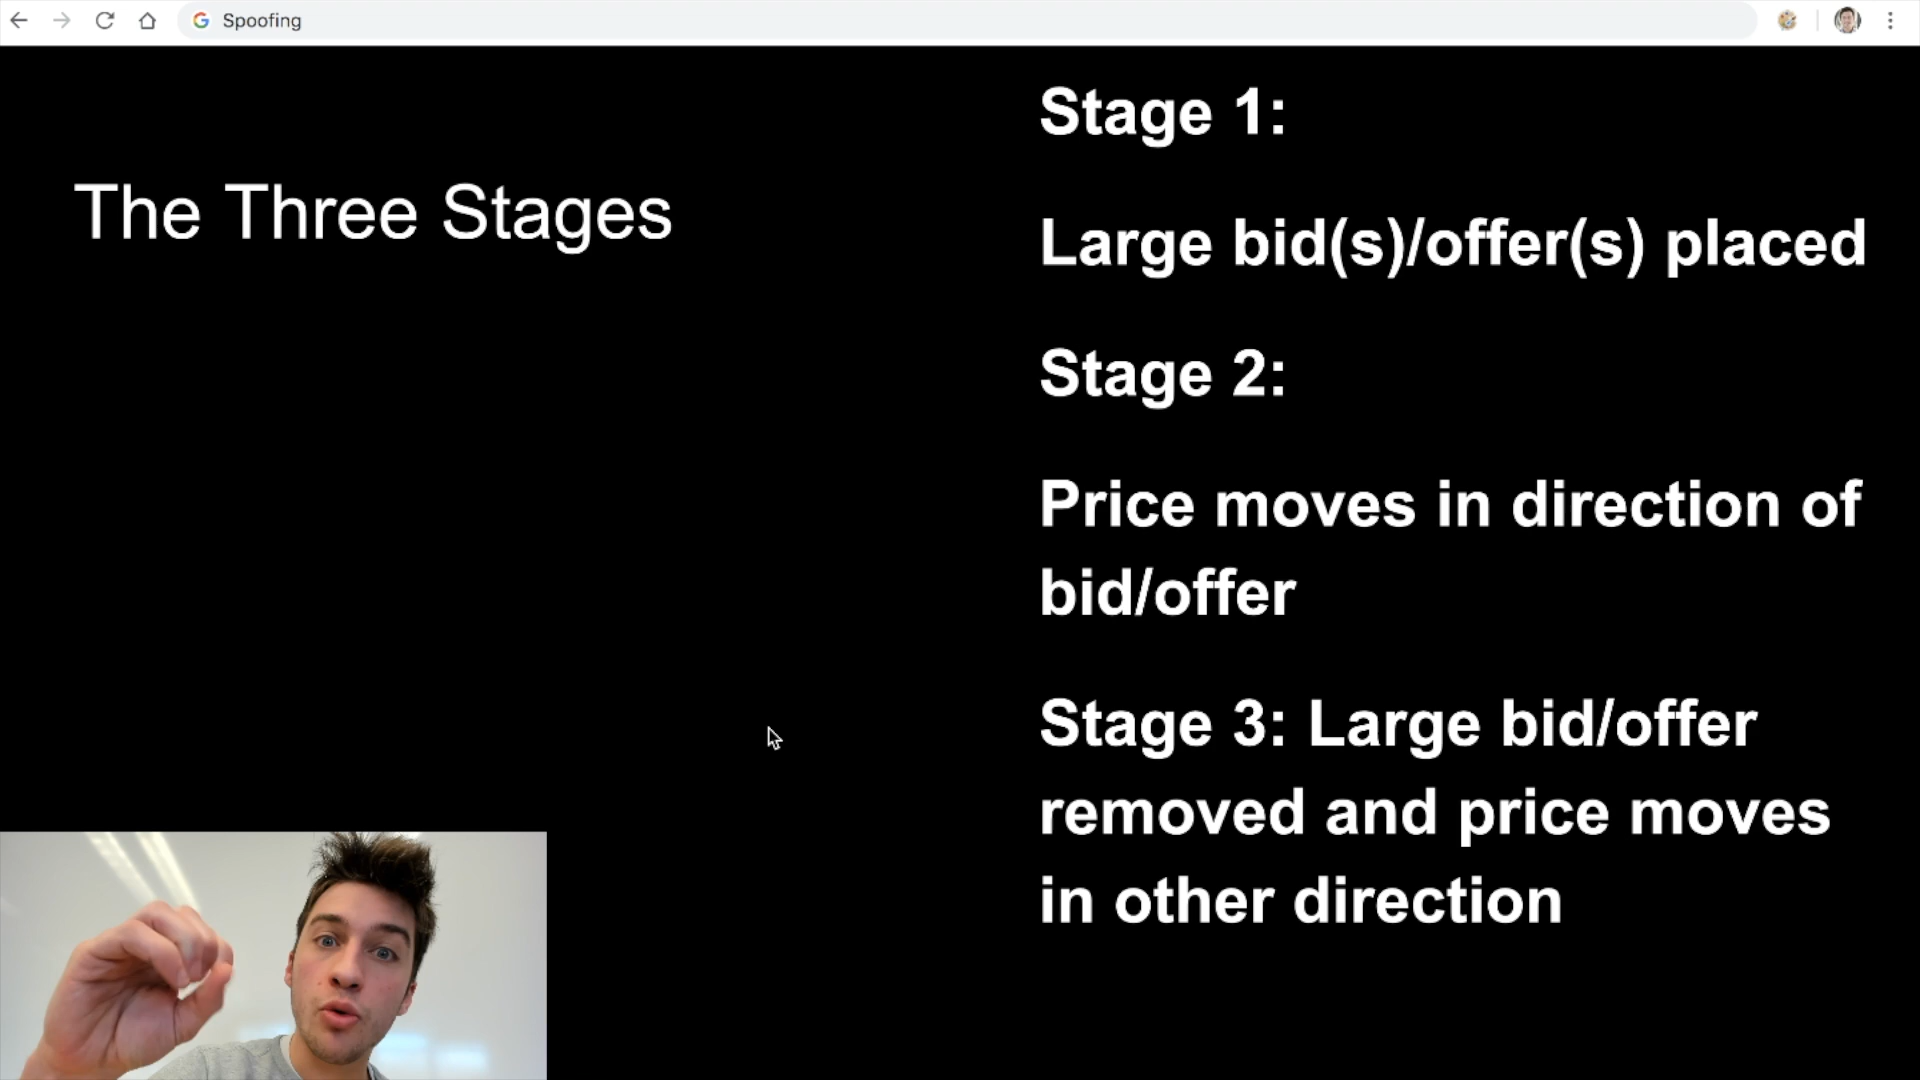 Spoofing
The Three Stages
Stage 1:
Large bid(s)/offer(s) placed
Stage 2:
Price moves in direction of
bid/offer
Stage 3: Large bid/offer
removed and price moves
in other direction